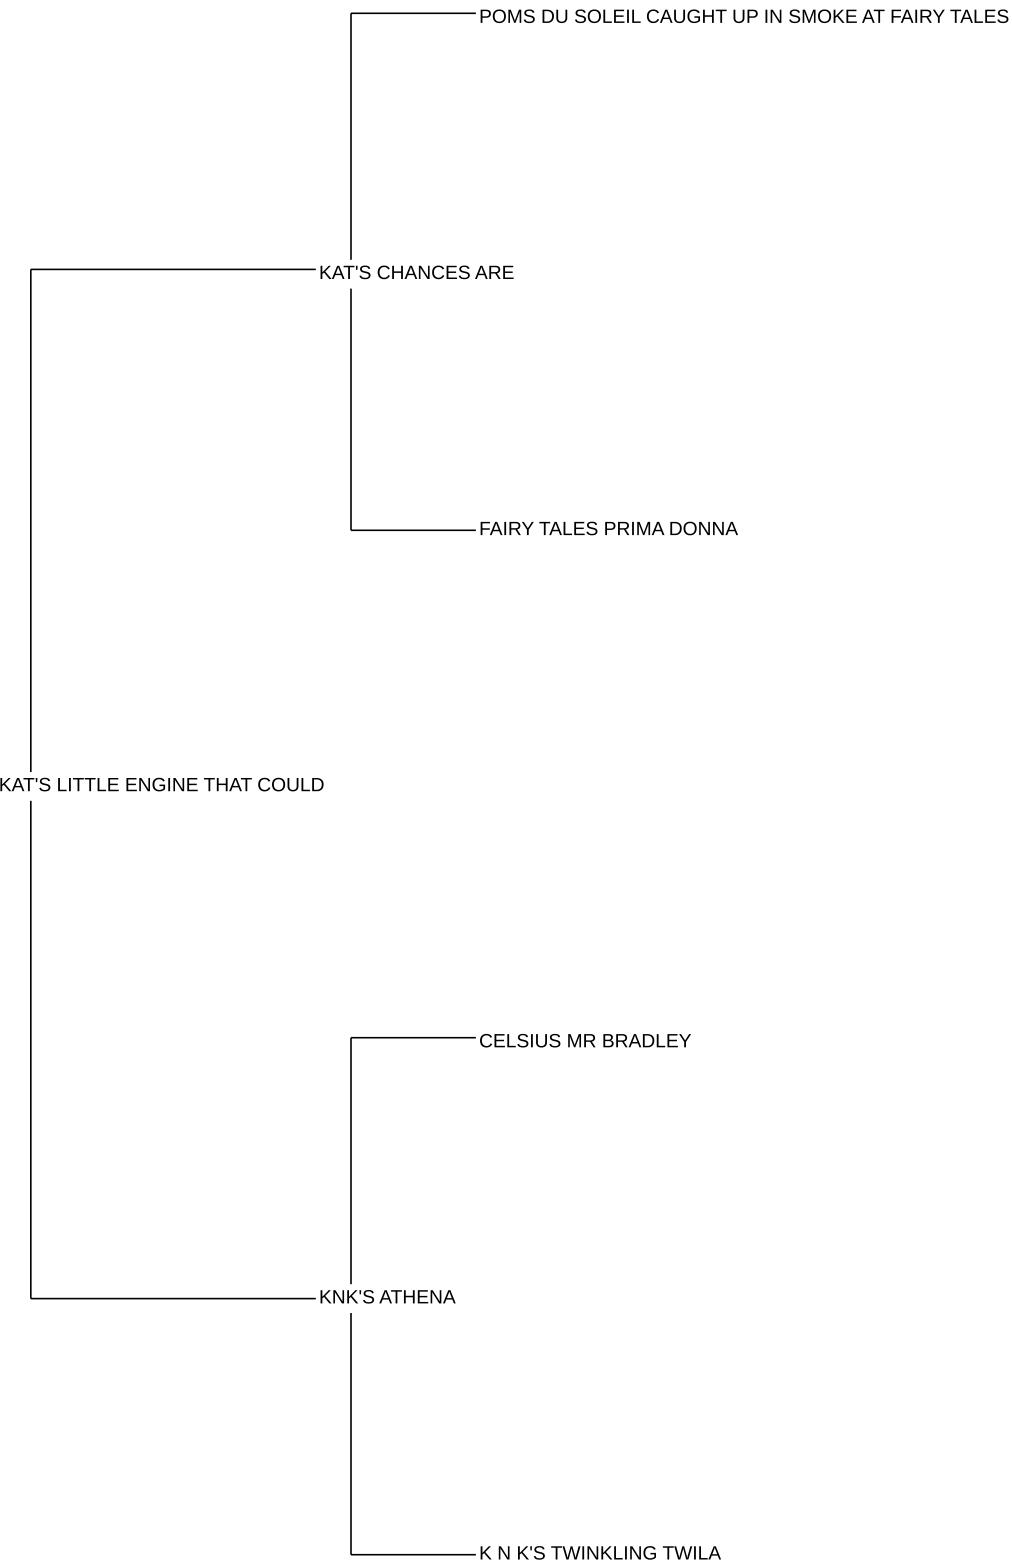 POMS DU SOLEIL CAUGHT UP IN SMOKE AT FAIRY TALES
KAT'S CHANCES ARE
FAIRY TALES PRIMA DONNA
KAT'S LITTLE ENGINE THAT COULD
CELSIUS MR BRADLEY
KNK'S ATHENA
K N K'S TWINKLING TWILA